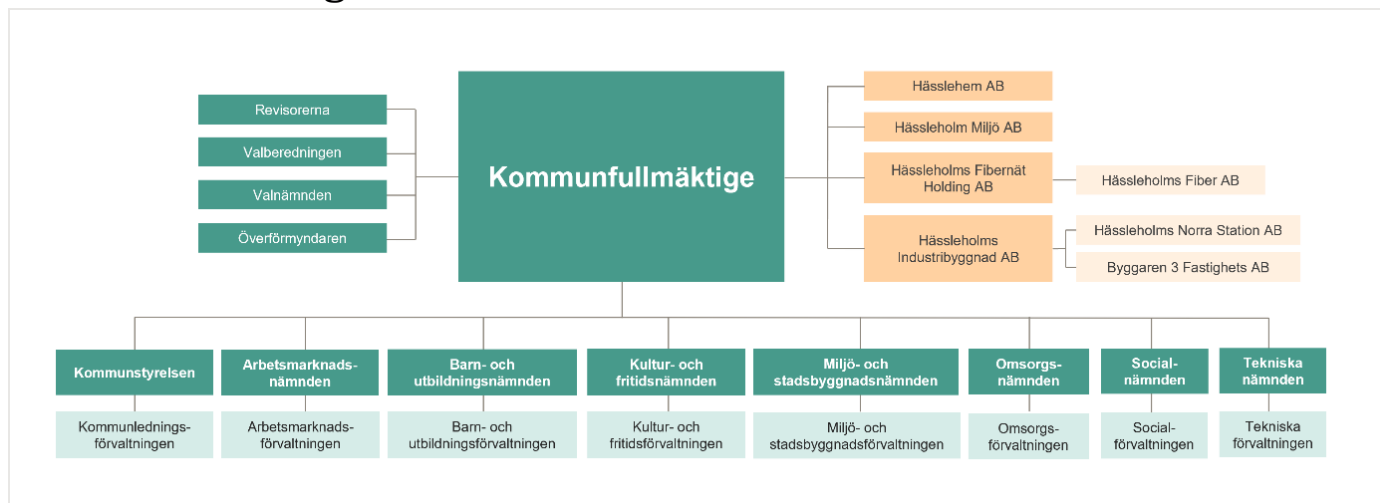 Revisorerna
Valberedningen
Valnämnden
Överförmyndaren
Kommunfullmäktige
Hässlehem AB
Hässleholm Miljö AB
Hässleholms Fibernät
Holding AB
Hässleholms Fiber AB
Hässleholms
Industribyggnad AB
Hässleholms Norra Station AB
Byggaren 3 Fastighets AB
Kommunstyrelsen
Arbetsmarknads-
nämnden
Barn- och
utbildningsnämnden
Kultur- och
fritidsnämnden
Miljö- och
stadsbyggnadsnämnden
Omsorgs-
nämnden
Social-
nämnden
Tekniska
nämnden
Kommunlednings-
förvaltningen
Arbetsmarknads-
förvaltningen
Barn- och
utbildningsförvaltningen
Kultur- och
fritidsförvaltningen
Miljö- och
stadsbyggnadsförvaltningen
Omsorgs-
förvaltningen
Social-
förvaltningen
Tekniska
förvaltningen